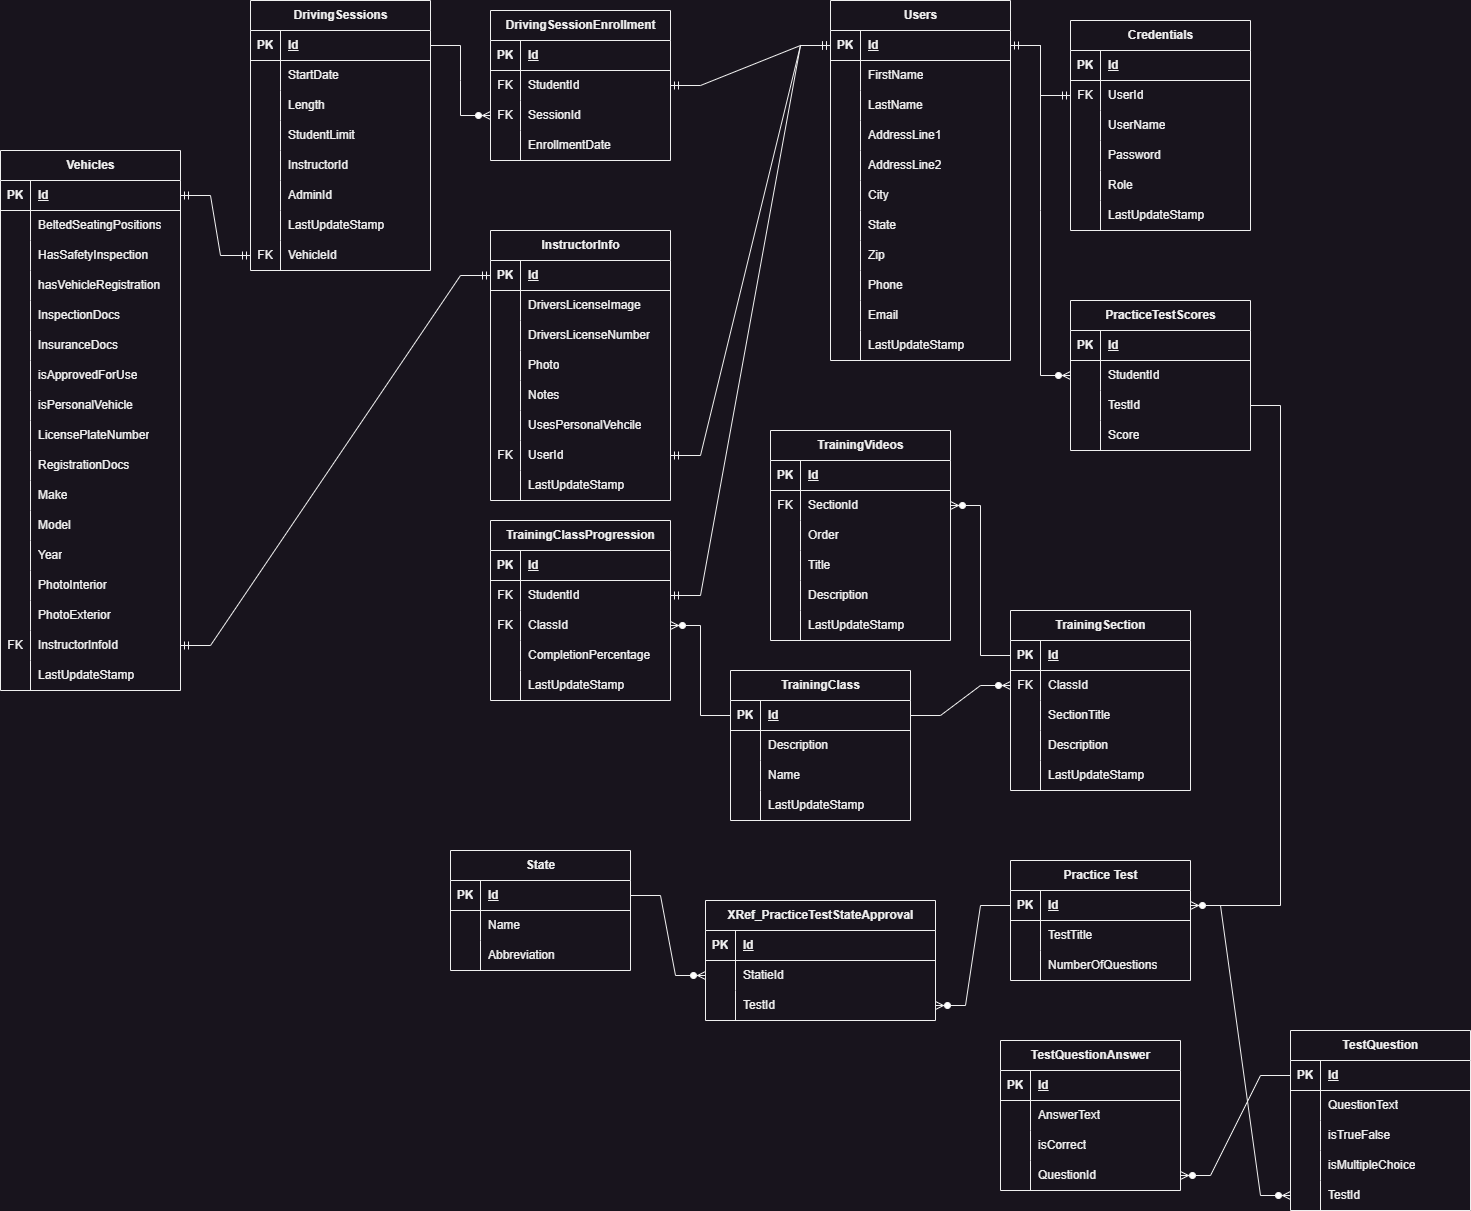 DrivingSessions
PK Id
StartDate
Length
StudentLimit
InstructorId
AdminId
LastUpdateStamp
FK VehicleId
DrivingSessionEnrollment
PK Id
FK StudentId
FK SessionId
EnrollmentDate
Users
PK Id
FirstName
LastName
AddressLine1
AddressLine2
City
State
Zip
Phone
Email
LastUpdateStamp
Credentials
PK Id
FK UserId
UserName
Password
Role
LastUpdateStamp
Vehicles
PK Id
BeltedSeatingPositions
HasSafetyInspection
hasVehicleRegistration
InspectionDocs
InsuranceDocs
isApprovedForUse
isPersonalVehicle
LicensePlateNumber
RegistrationDocs
Make
Model
Year
PhotoInterior
PhotoExterior
FK InstructorInfoId
LastUpdateStamp
InstructorInfo
PK Id
DriversLicenseImage
DriversLicenseNumber
Photo
Notes
UsesPersonalVehcile
FK UserId
LastUpdateStamp
PracticeTestScores
PK Id
StudentId
TestId
Score
TrainingVideos
PK Id
FK SectionId
Order
Title
Description
LastUpdateStamp
TrainingClassProgression
PK Id
FK StudentId
FK ClassId
CompletionPercentage
LastUpdateStamp
TrainingSection
PK Id
FK ClassId
SectionTitle
Description
LastUpdateStamp
TrainingClass
PK Id
Description
Name
LastUpdateStamp
State
PK Id
Name
Abbreviation
XRef_PracticeTestStateApproval
PK Id
StatieId
TestId
Practice Test
PK Id
TestTitle
NumberOfQuestions
TestQuestionAnswer
PK Id
AnswerText
isCorrect
QuestionId
TestQuestion
PK Id
QuestionText
isTrueFalse
isMultipleChoice
TestId